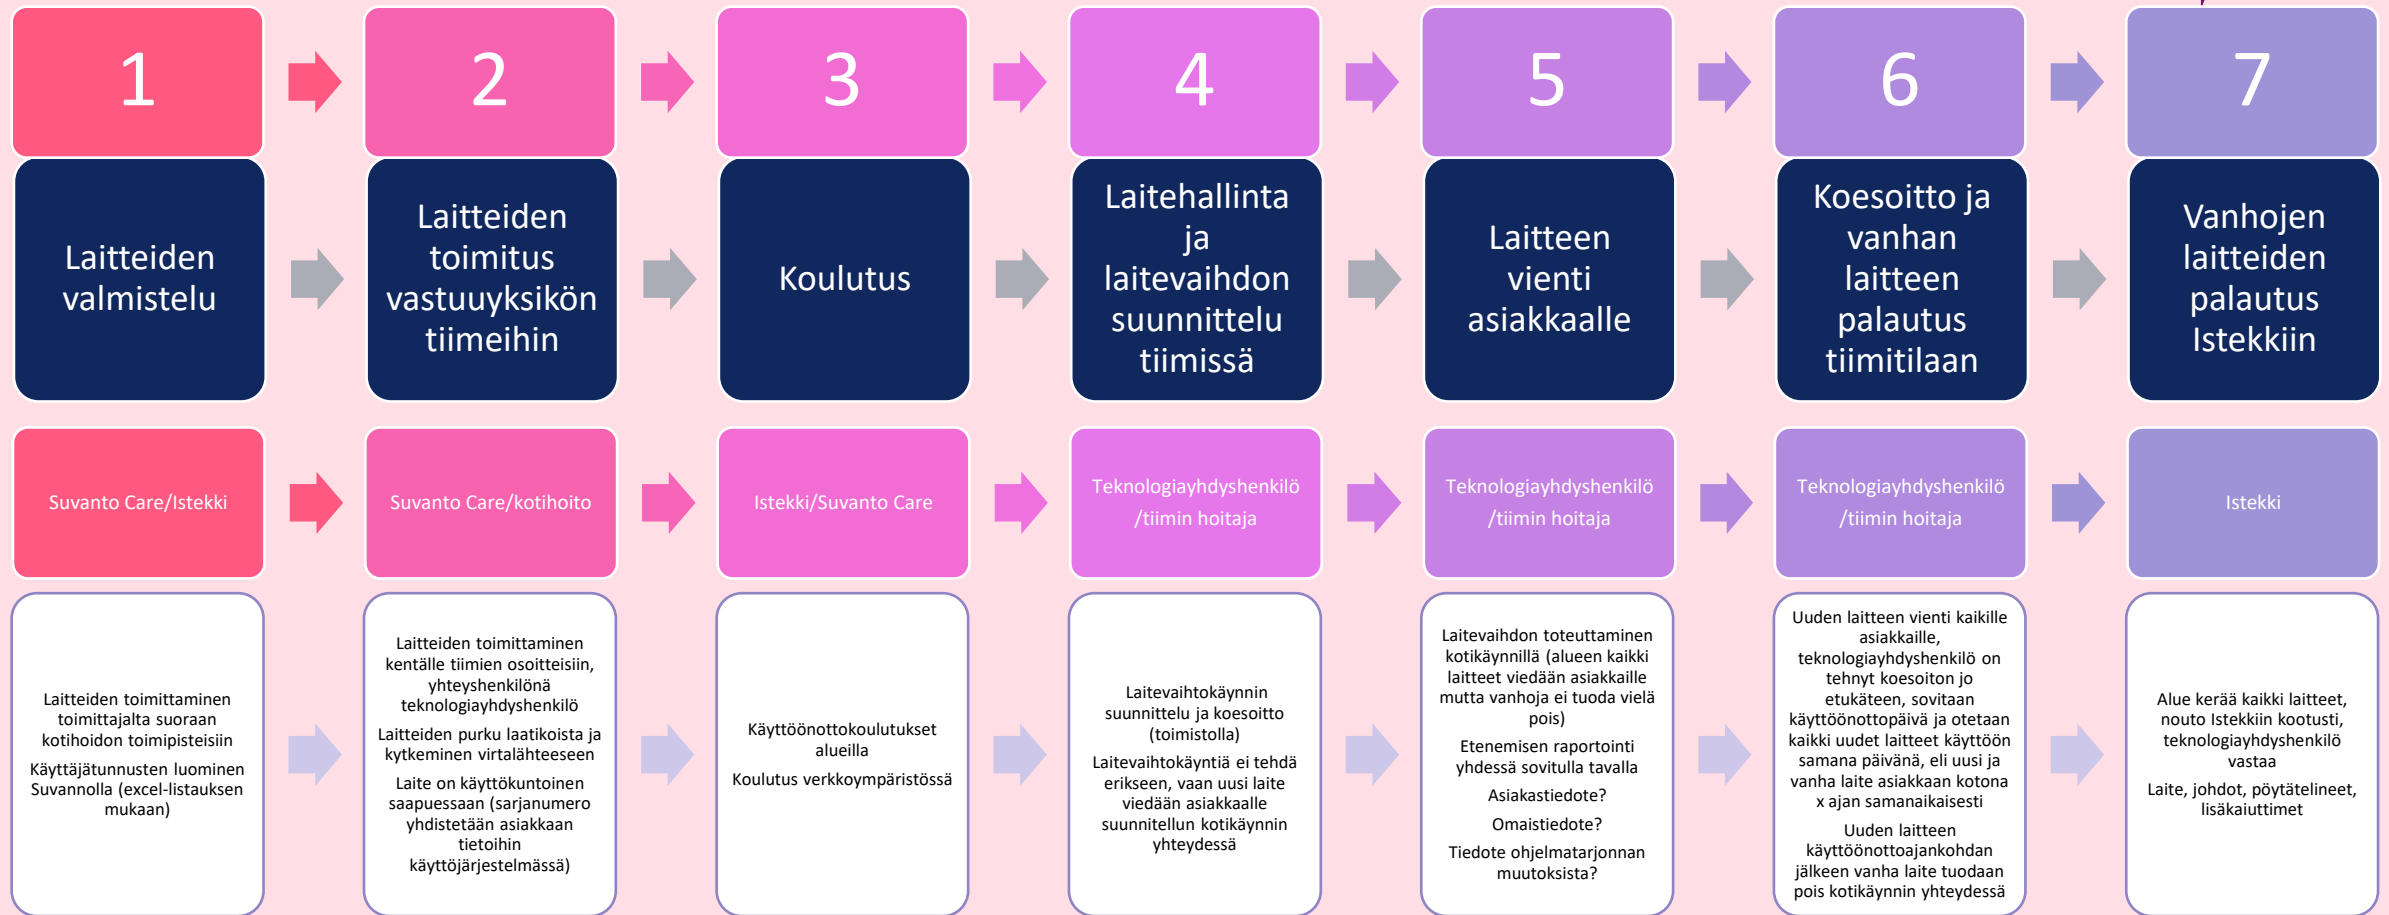 1
2
3
4
5
6
7
Laitteiden
valmistelu
Laitteiden
toimitus
vastuuyksikön
tiimeihin
Koulutus
Laitehallinta
ja
laitevaihdon
suunnittelu
tiimissä
Laitteen
vienti
asiakkaalle
Koesoitto ja
vanhan
laitteen
palautus
tiimitilaan
Vanhojen
laitteiden
palautus
Istekkiin
Suvanto Care/Istekki
Suvanto Care/kotihoito
Istekki/Suvanto Care
Teknologiayhdyshenkilö
/tiimin hoitaja
Teknologiayhdyshenkilö
/tiimin hoitaja
Teknologiayhdyshenkilö
/tiimin hoitaja
Istekki
Laitteiden toimittaminen
toimittajalta suoraan
kotihoidon toimipisteisiin
Käyttäjätunnusten luominen
Suvannolla (excel-listauksen
mukaan)
Laitteiden toimittaminen
kentälle tiimien osoitteisiin,
yhteyshenkilönä
teknologiayhdyshenkilö
Laitteiden purku laatikoista ja
kytkeminen virtalähteeseen
Laite on käyttökuntoinen
saapuessaan (sarjanumero
yhdistetään asiakkaan
tietoihin
käyttöjärjestelmässä)
Käyttöönottokoulutukset
alueilla
Koulutus verkkoympäristössä
Laitevaihtokäynnin
suunnittelu ja koesoitto
(toimistolla)
Laitevaihtokäyntiä ei tehdä
erikseen, vaan uusi laite
viedään asiakkaalle
suunnitellun kotikäynnin
yhteydessä
Laitevaihdon toteuttaminen
kotikäynnillä (alueen kaikki
laitteet viedään asiakkaille
mutta vanhoja ei tuoda vielä
pois)
Etenemisen raportointi
yhdessä sovitulla tavalla
Asiakastiedote?
Omaistiedote?
Tiedote ohjelmatarjonnan
muutoksista?
Uuden laitteen vienti kaikille
asiakkaille,
teknologiayhdyshenkilö on
tehnyt koesoiton jo
etukäteen, sovitaan
käyttöönottopäivä ja otetaan
kaikki uudet laitteet käyttöön
samana päivänä, eli uusi ja
vanha laite asiakkaan kotona
x ajan samanaikaisesti
Uuden laitteen
käyttöönottoajankohdan
jälkeen vanha laite tuodaan
pois kotikäynnin yhteydessä
Alue kerää kaikki laitteet,
nouto Istekkiin kootusti,
teknologiayhdyshenkilö
vastaa
Laite, johdot, pöytätelineet,
lisäkaiuttimet